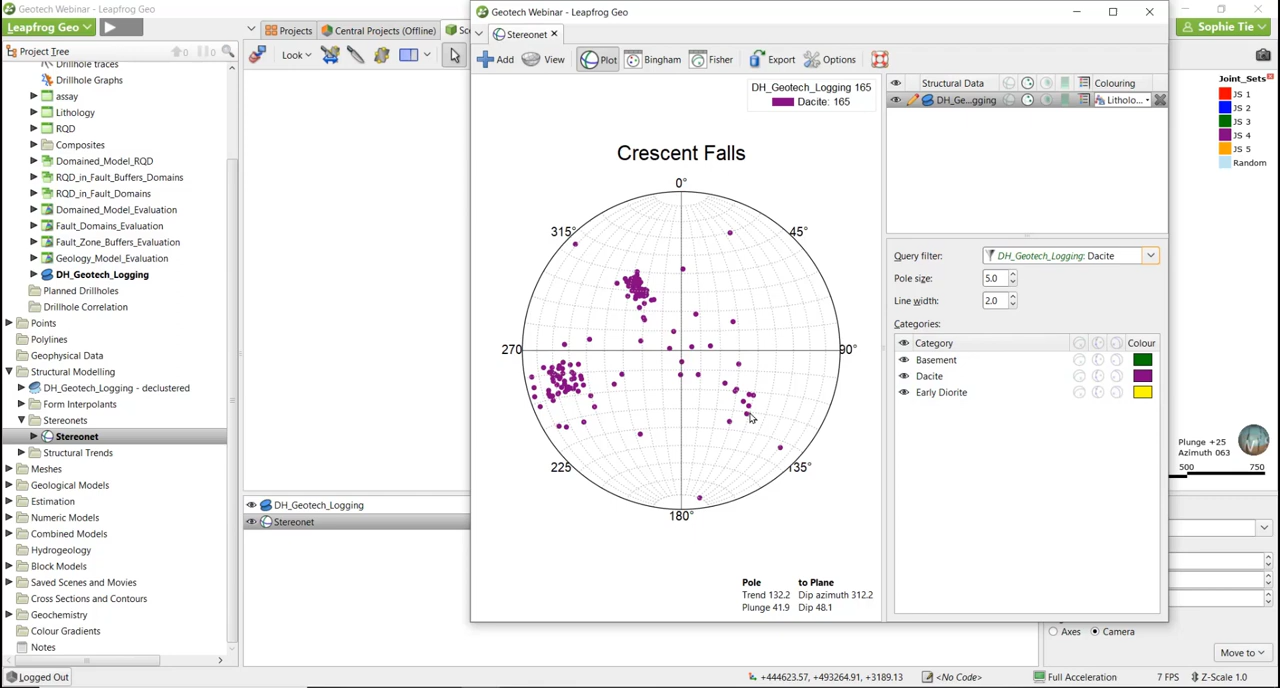 Geotech Webinar - Leapfrog Geo
Leapfrog Geo
Projects
Central Projects (Offline)
Look
Project Tree
0
0
Drillhole traces
Drillhole Graphs
assay
Lithology
RQD
Composites
Domained_Model_RQD
RQD_in_Fault_Buffers_Domains
RQD_in_Fault_Domains
Domained_Model_Evaluation
Fault_Domains_Evaluation
Fault_Zone_Buffers_Evaluation
Geology_Model_Evaluation
DH_Geotech_Logging
Planned Drillholes
Drillhole Correlation
Points
Polylines
Geophysical Data
Structural Modelling
DH_Geotech_Logging - declustered
Form Interpolants
Stereonets
Stereonet
Structural Trends
Meshes
Geological Models
Estimation
Numeric Models
Combined Models
Hydrogeology
Block Models
Saved Scenes and Movies
Cross Sections and Contours
Geochemistry
Colour Gradients
Notes
Logged Out
DH_Geotech_Logging
Stereonet
Geotech Webinar - Leapfrog Geo
Stereonet
Add
View
Plot
Bingham
Fisher
Export
Options
DH_Geotech_Logging 165
Dacite: 165
Crescent Falls
0°
315°
45°
270
90°
225
135°
180°
Pole to Plane
Trend 132.2 Dip azimuth 312.2
Plunge 41.9 Dip 48.1
Structural Data
Colouring
DH_Ge...gging
Litholo...
Query filter:
DH_Geotech_Logging: Dacite
Pole size:
5.0
Line width:
2.0
Categories:
Category
Colour
Basement
Dacite
Early Diorite
Sophie Tie
Joint_Sets
JS 1
JS 2
JS 3
JS 4
JS 5
Random
Plunge +25
Azimuth 063
500
750
Axes
Camera
Move to
+444623.57, +493264.91, +3189.13
<No Code>
Full Acceleration
7 FPS
Z-Scale 1.0